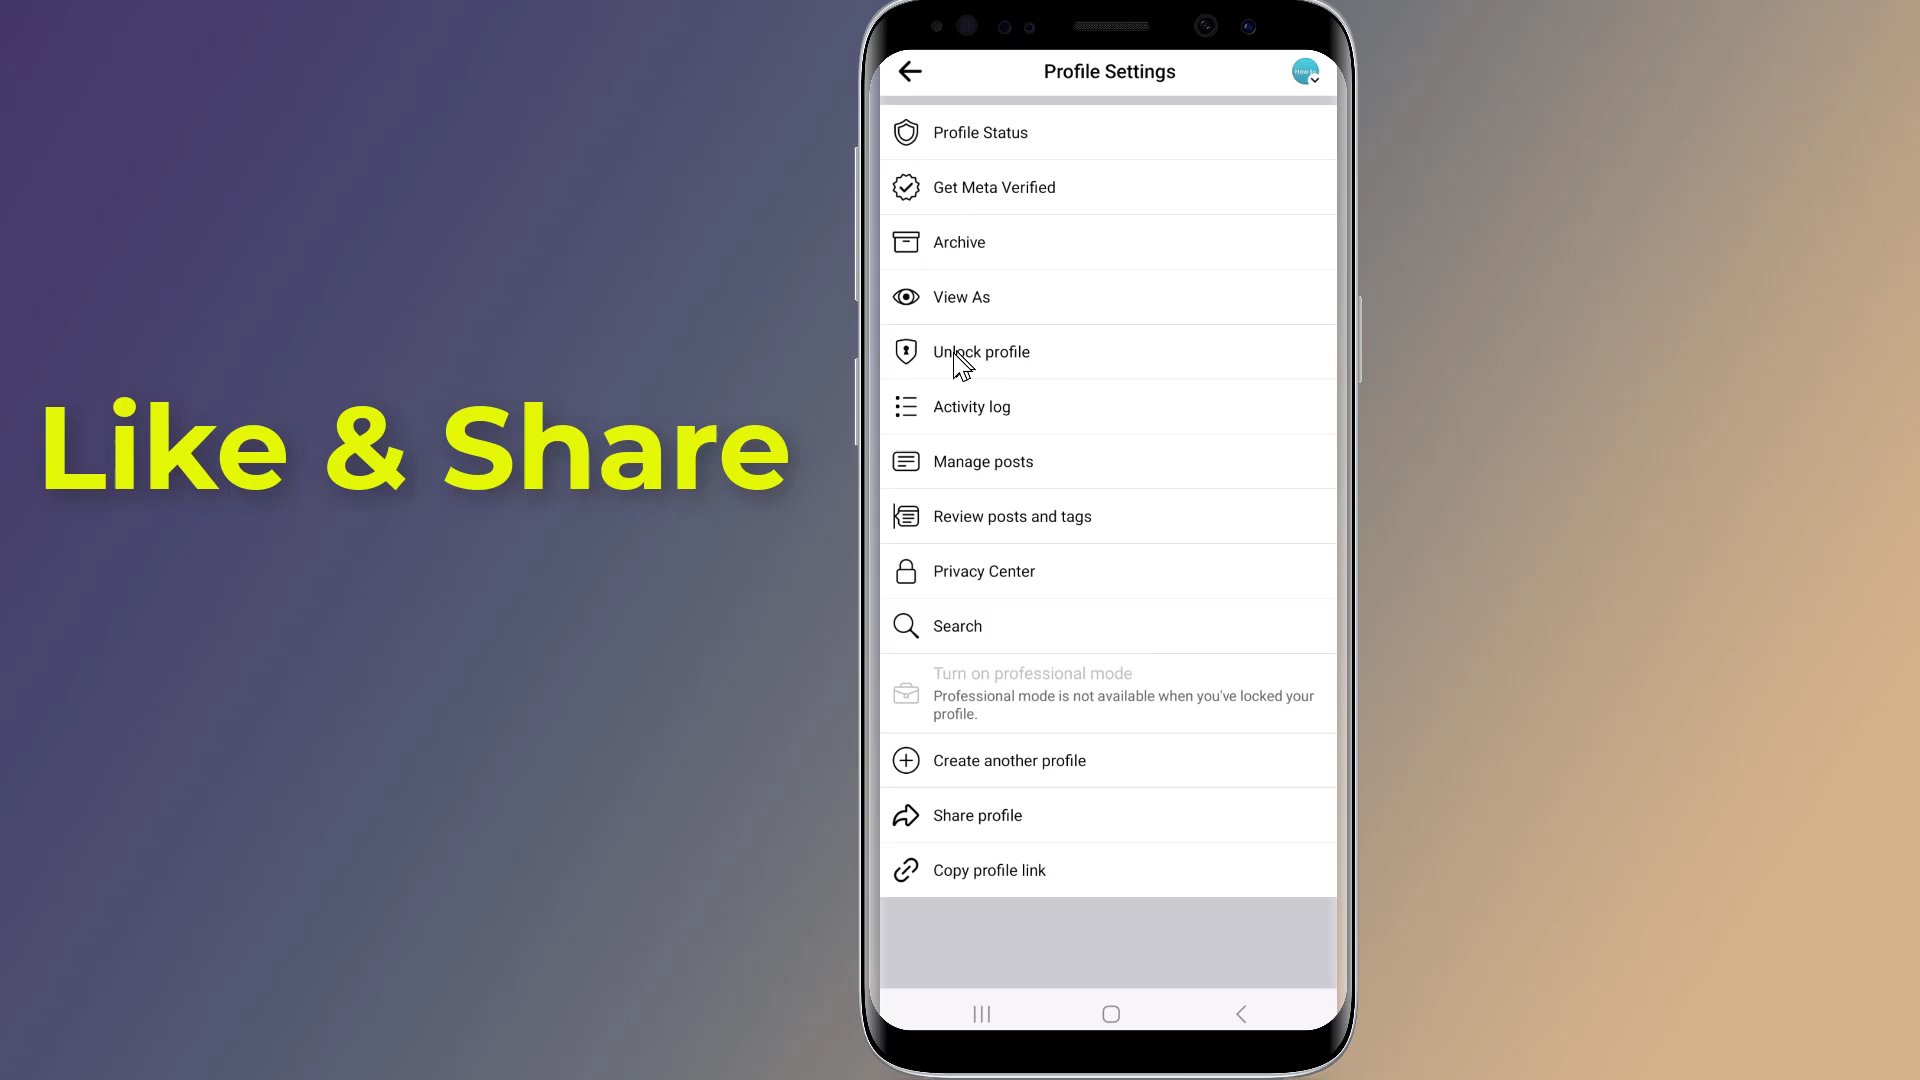 Like & Share
Profile Settings
Profile Status
Get Meta Verified
Archive
View As
Unlock profile
Activity log
Manage posts
Review posts and tags
Privacy Center
Search
Turn on professional mode
Professional mode is not available when you've locked your
profile.
Create another profile
Share profile
Copy profile link